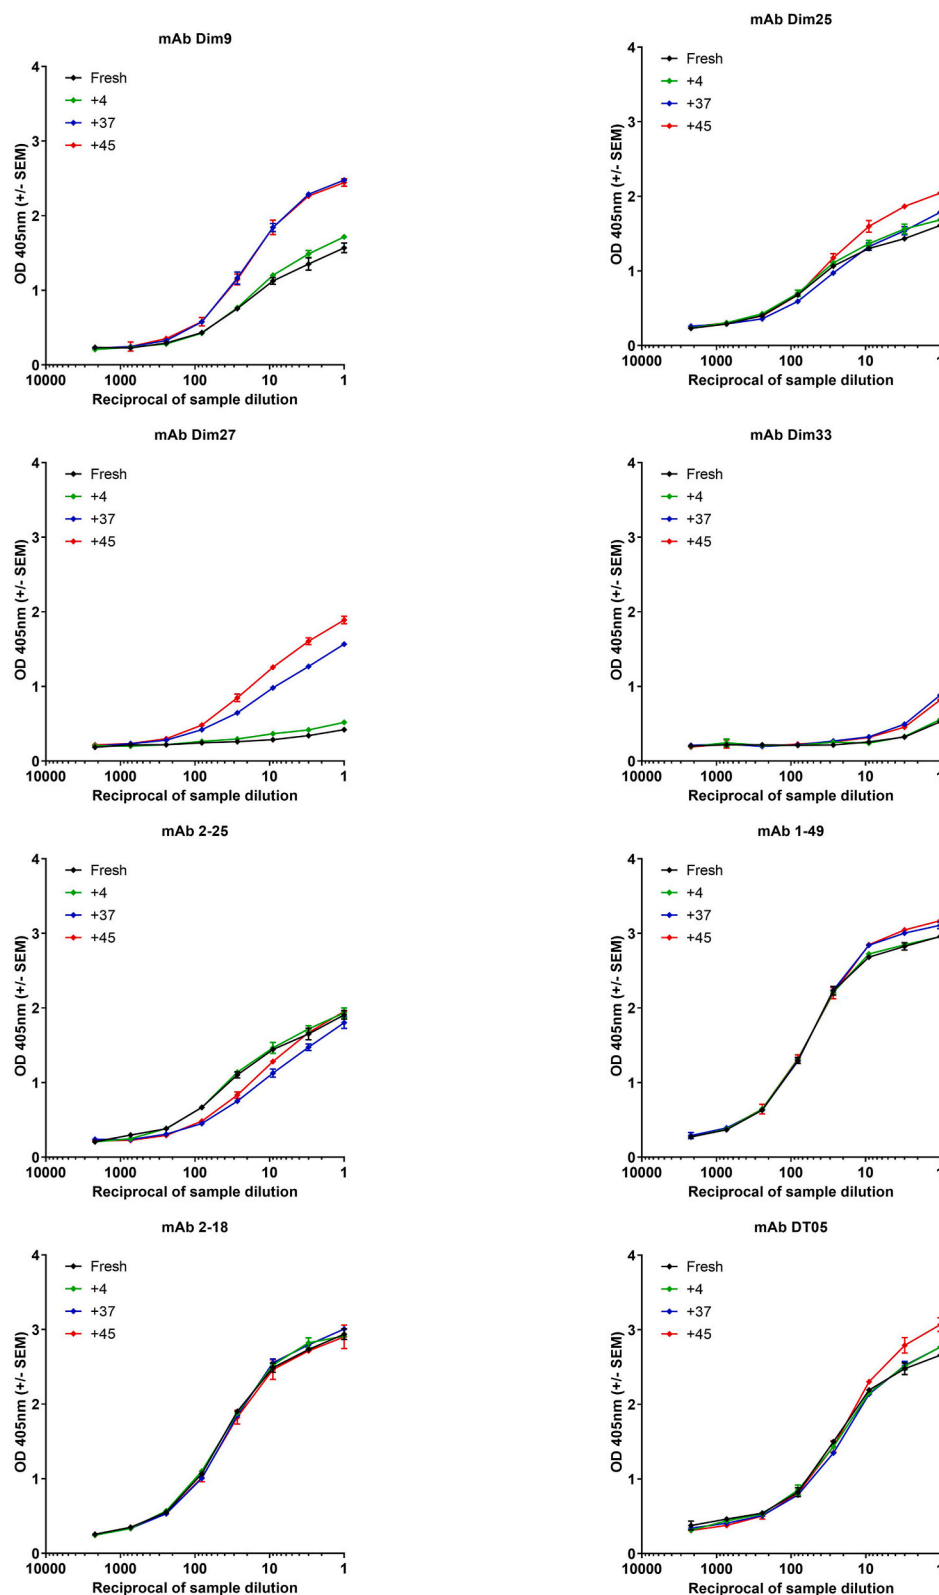 mAb Dim9
4
3
2
1
0
OD 405nm (+/- SEM)
Fresh
+4
+37
+45
10000 1000 100 10 1
Reciprocal of sample dilution
mAb Dim25
4
3
2
1
0
OD 405nm (+/- SEM)
Fresh
+4
+37
+45
10000 1000 100 10 1
Reciprocal of sample dilution
mAb Dim27
4
3
2
1
0
OD 405nm (+/- SEM)
Fresh
+4
+37
+45
10000 1000 100 10 1
Reciprocal of sample dilution
mAb Dim33
4
3
2
1
0
OD 405nm (+/- SEM)
Fresh
+4
+37
+45
10000 1000 100 10 1
Reciprocal of sample dilution
mAb 2-25
4
3
2
1
0
OD 405nm (+/- SEM)
Fresh
+4
+37
+45
10000 1000 100 10 1
Reciprocal of sample dilution
mAb 1-49
4
3
2
1
0
OD 405nm (+/- SEM)
Fresh
+4
+37
+45
10000 1000 100 10 1
Reciprocal of sample dilution
mAb 2-18
4
3
2
1
0
OD 405nm (+/- SEM)
Fresh
+4
+37
+45
10000 1000 100 10 1
Reciprocal of sample dilution
mAb DT05
4
3
2
1
0
OD 405nm (+/- SEM)
Fresh
+4
+37
+45
10000 1000 100 10 1
Reciprocal of sample dilution